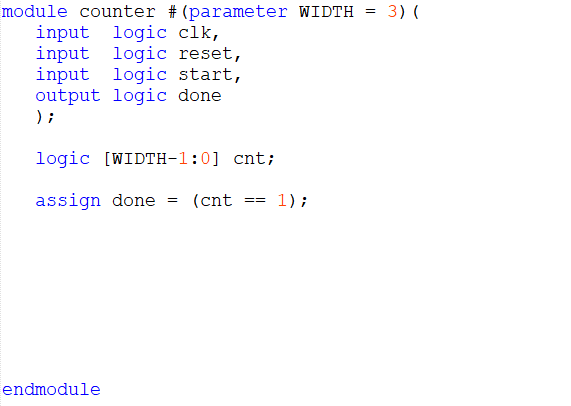 module counter #(parameter WIDTH = 3)(
input logic clk,
input logic reset,
input logic start,
output logic done
);
logic [WIDTH-1:0] cnt;
assign done = (cnt == 1);
endmodule